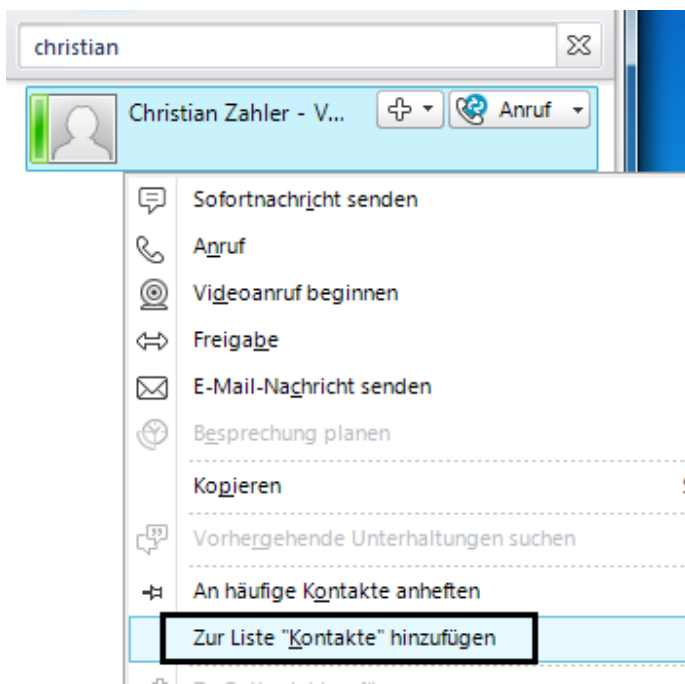 christian
Christian Zahler - V... Anruf
Sofortnachricht senden
Anruf
Videoanruf beginnen
Freigabe
E-Mail-Nachricht senden
Besprechung planen
Kopieren
Vorhergehende Unterhaltungen suchen
An häufige Kontakte anheften
Zur Liste "Kontakte" hinzufügen